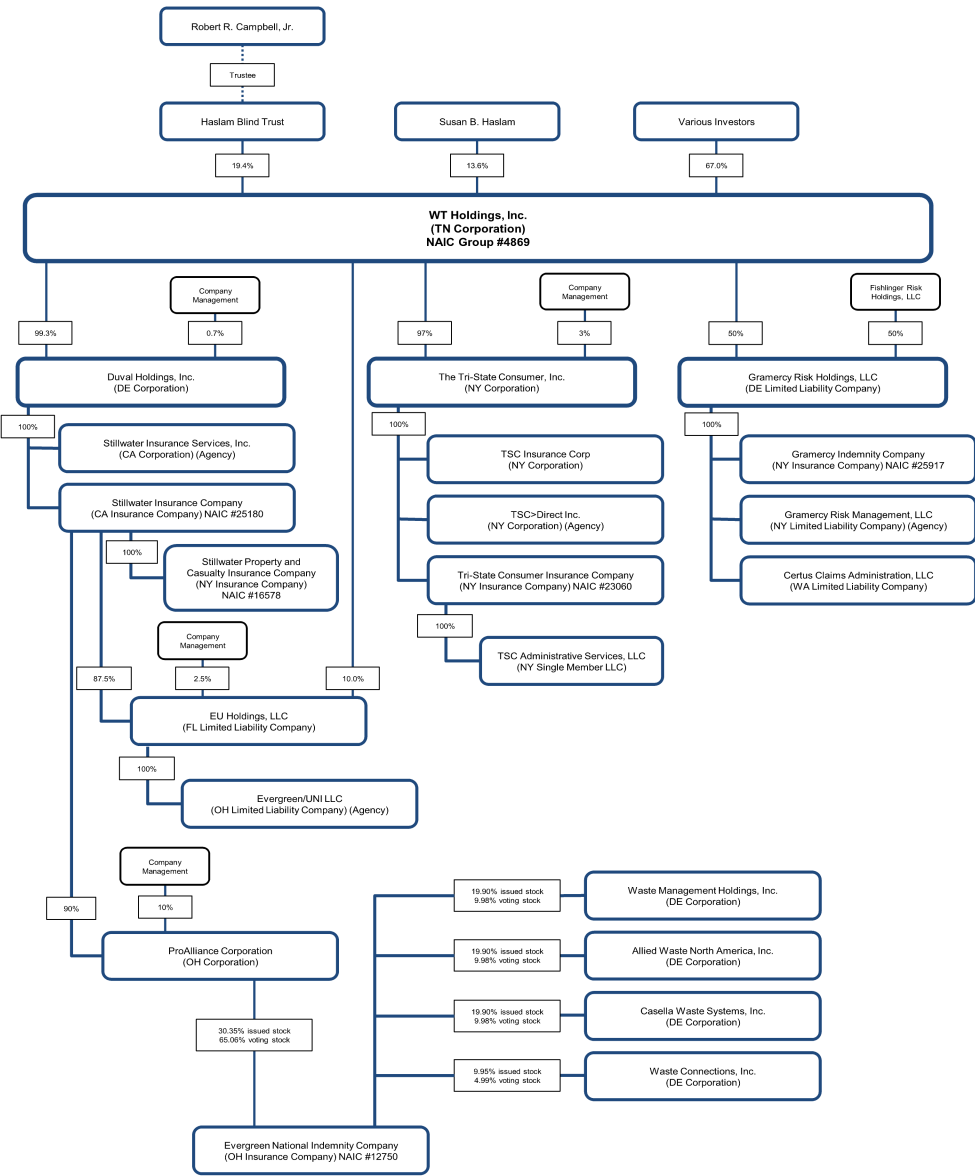 Robert R. Campbell, Jr.
Trustee
Haslam Blind Trust
Susan B. Haslam
Various Investors
19.4%
13.6%
67.0%
WT Holdings, Inc.
(TN Corporation)
NAIC Group #4869
Company
Management
Company
Management
Fishlinger Risk
Holdings, LLC
99.3%
0.7%
97%
3%
50%
50%
Duval Holdings, Inc.
(DE Corporation)
The Tri-State Consumer, Inc.
(NY Corporation)
Gramercy Risk Holdings, LLC
(DE Limited Liability Company)
100%
100%
100%
Stillwater Insurance Services, Inc.
(CA Corporation) (Agency)
TSC Insurance Corp
(NY Corporation)
Gramercy Indemnity Company
(NY Insurance Company) NAIC #25917
Stillwater Insurance Company
(CA Insurance Company) NAIC #25180
TSC>Direct Inc.
(NY Corporation) (Agency)
Gramercy Risk Management, LLC
(NY Limited Liability Company) (Agency)
100%
Stillwater Property and
Casualty Insurance Company
(NY Insurance Company)
NAIC #16578
Tri-State Consumer Insurance Company
(NY Insurance Company) NAIC #23060
Certus Claims Administration, LLC
(WA Limited Liability Company)
100%
TSC Administrative Services, LLC
(NY Single Member LLC)
Company
Management
87.5%
2.5%
10.0%
EU Holdings, LLC
(FL Limited Liability Company)
100%
Evergreen/UNI LLC
(OH Limited Liability Company) (Agency)
Company
Management
90%
10%
ProAlliance Corporation
(OH Corporation)
19.90% issued stock
9.98% voting stock
Waste Management Holdings, Inc.
(DE Corporation)
19.90% issued stock
9.98% voting stock
Allied Waste North America, Inc.
(DE Corporation)
30.35% issued stock
65.06% voting stock
19.90% issued stock
9.98% voting stock
Casella Waste Systems, Inc.
(DE Corporation)
9.95% issued stock
4.99% voting stock
Waste Connections, Inc.
(DE Corporation)
Evergreen National Indemnity Company
(OH Insurance Company) NAIC #12750